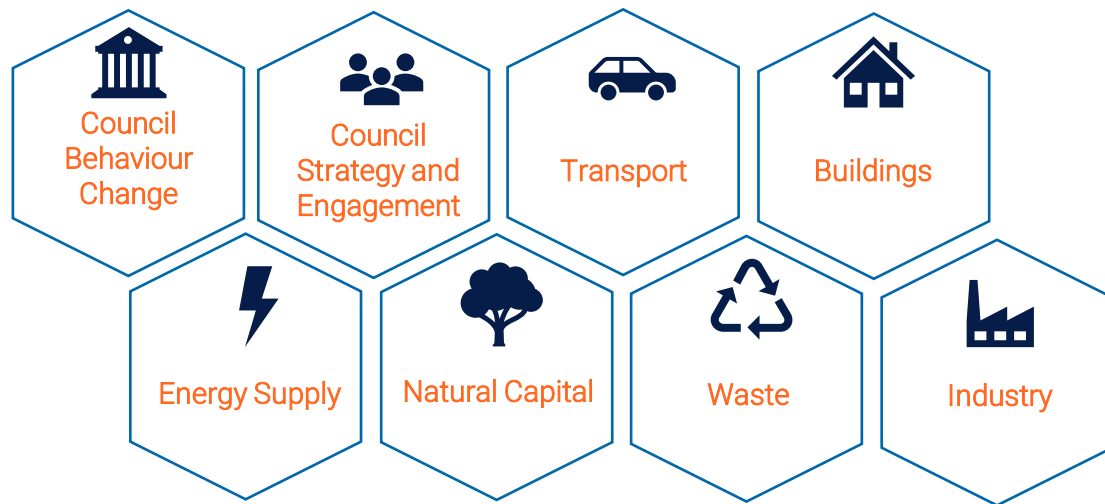 Council
Behaviour
Change
Council
Strategy and
Engagement
Transport
Buildings
Energy Supply
Natural Capital
Waste
Industry